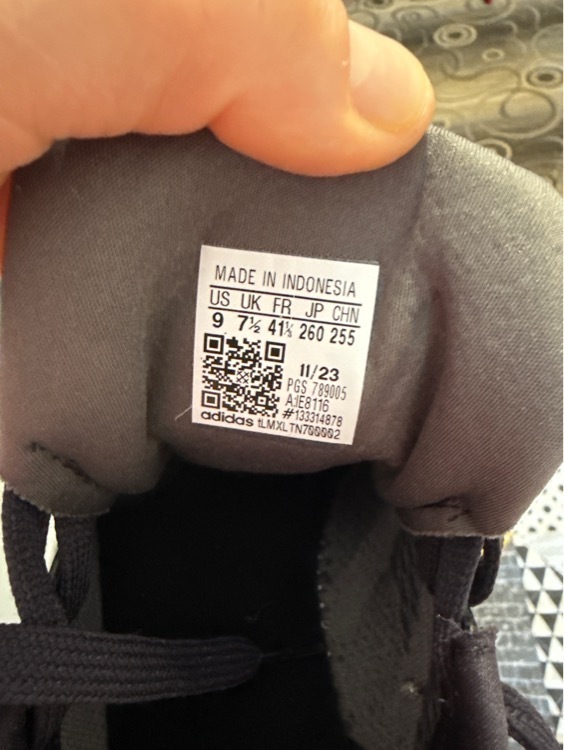 MADE IN INDONESIA
US UK FR JP CHN
9 7½ 41⅓ 260 255
11/23
PGS 789005
A:IE8116
#133314878
adidas tLMXLTN700002